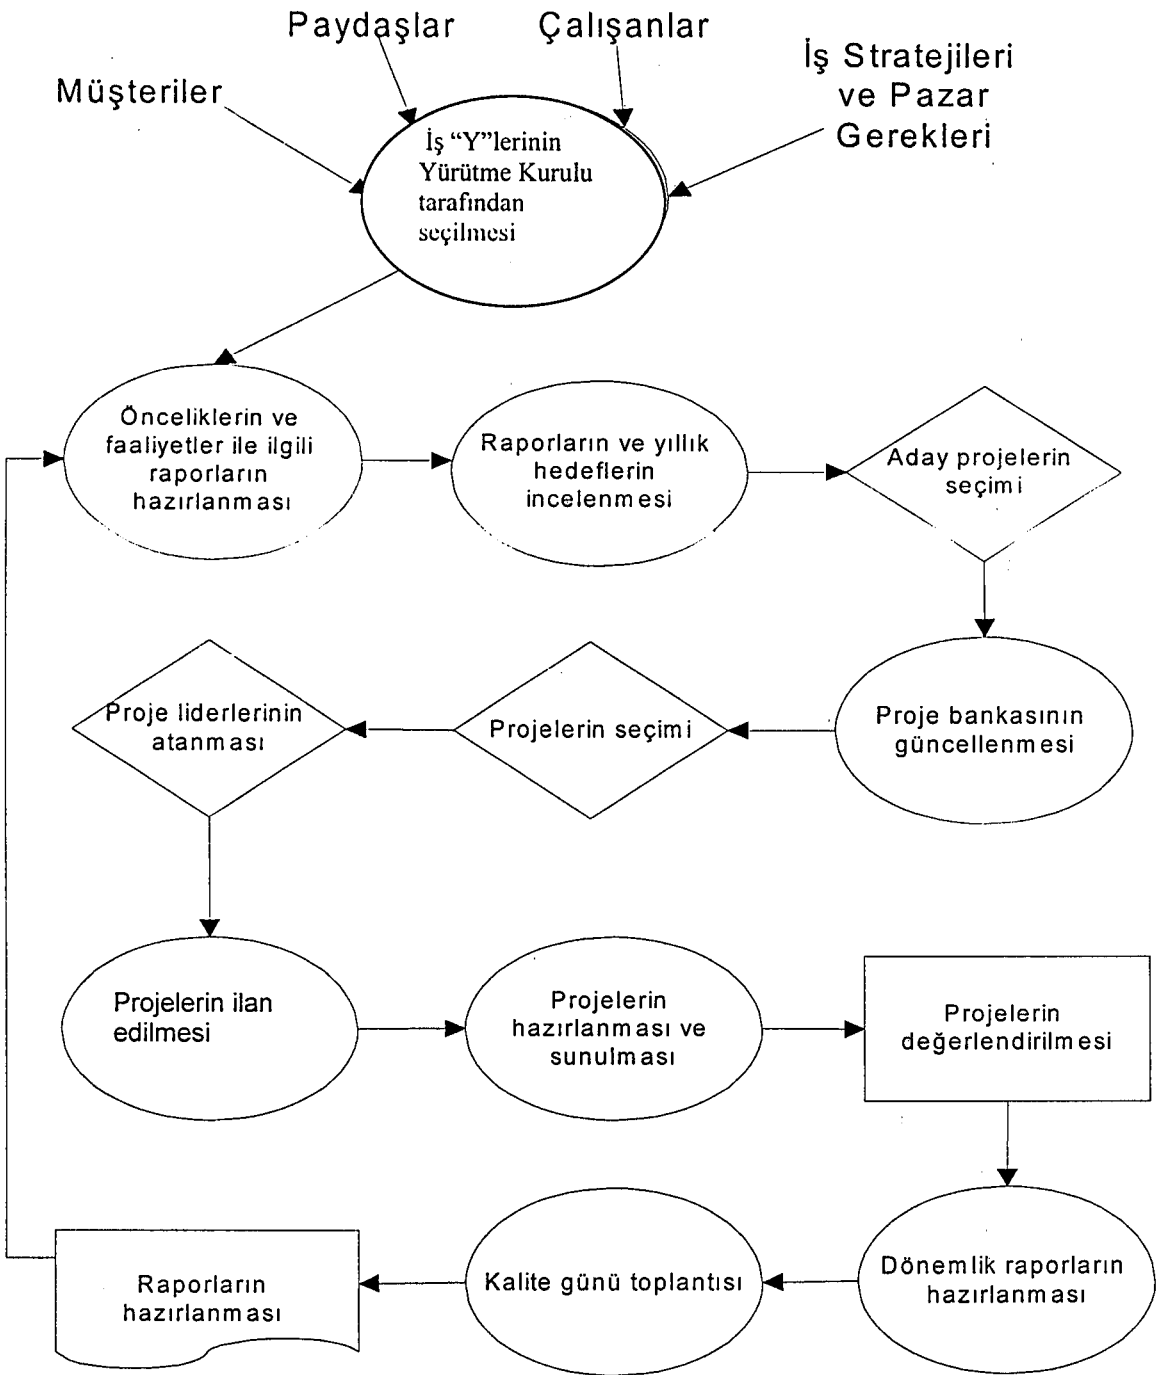 Paydaşlar
Çalışanlar
Müşteriler
İş Stratejileri
ve Pazar
Gerekleri
İş “Y”lerinin
Yürütme Kurulu
tarafından
seçilmesi
Önceliklerin ve
faaliyetler ile ilgili
raporların
hazırlanması
Raporların ve yıllık
hedeflerin
incelenmesi
Aday projelerin
seçimi
Proje liderlerinin
atanması
Projelerin seçimi
Proje bankasının
güncellenmesi
Projelerin ilan
edilmesi
Projelerin
hazırlanması ve
sunulması
Projelerin
değerlendirilmesi
Raporların
hazırlanması
Kalite günü toplantısı
Dönemlik raporların
hazırlanması